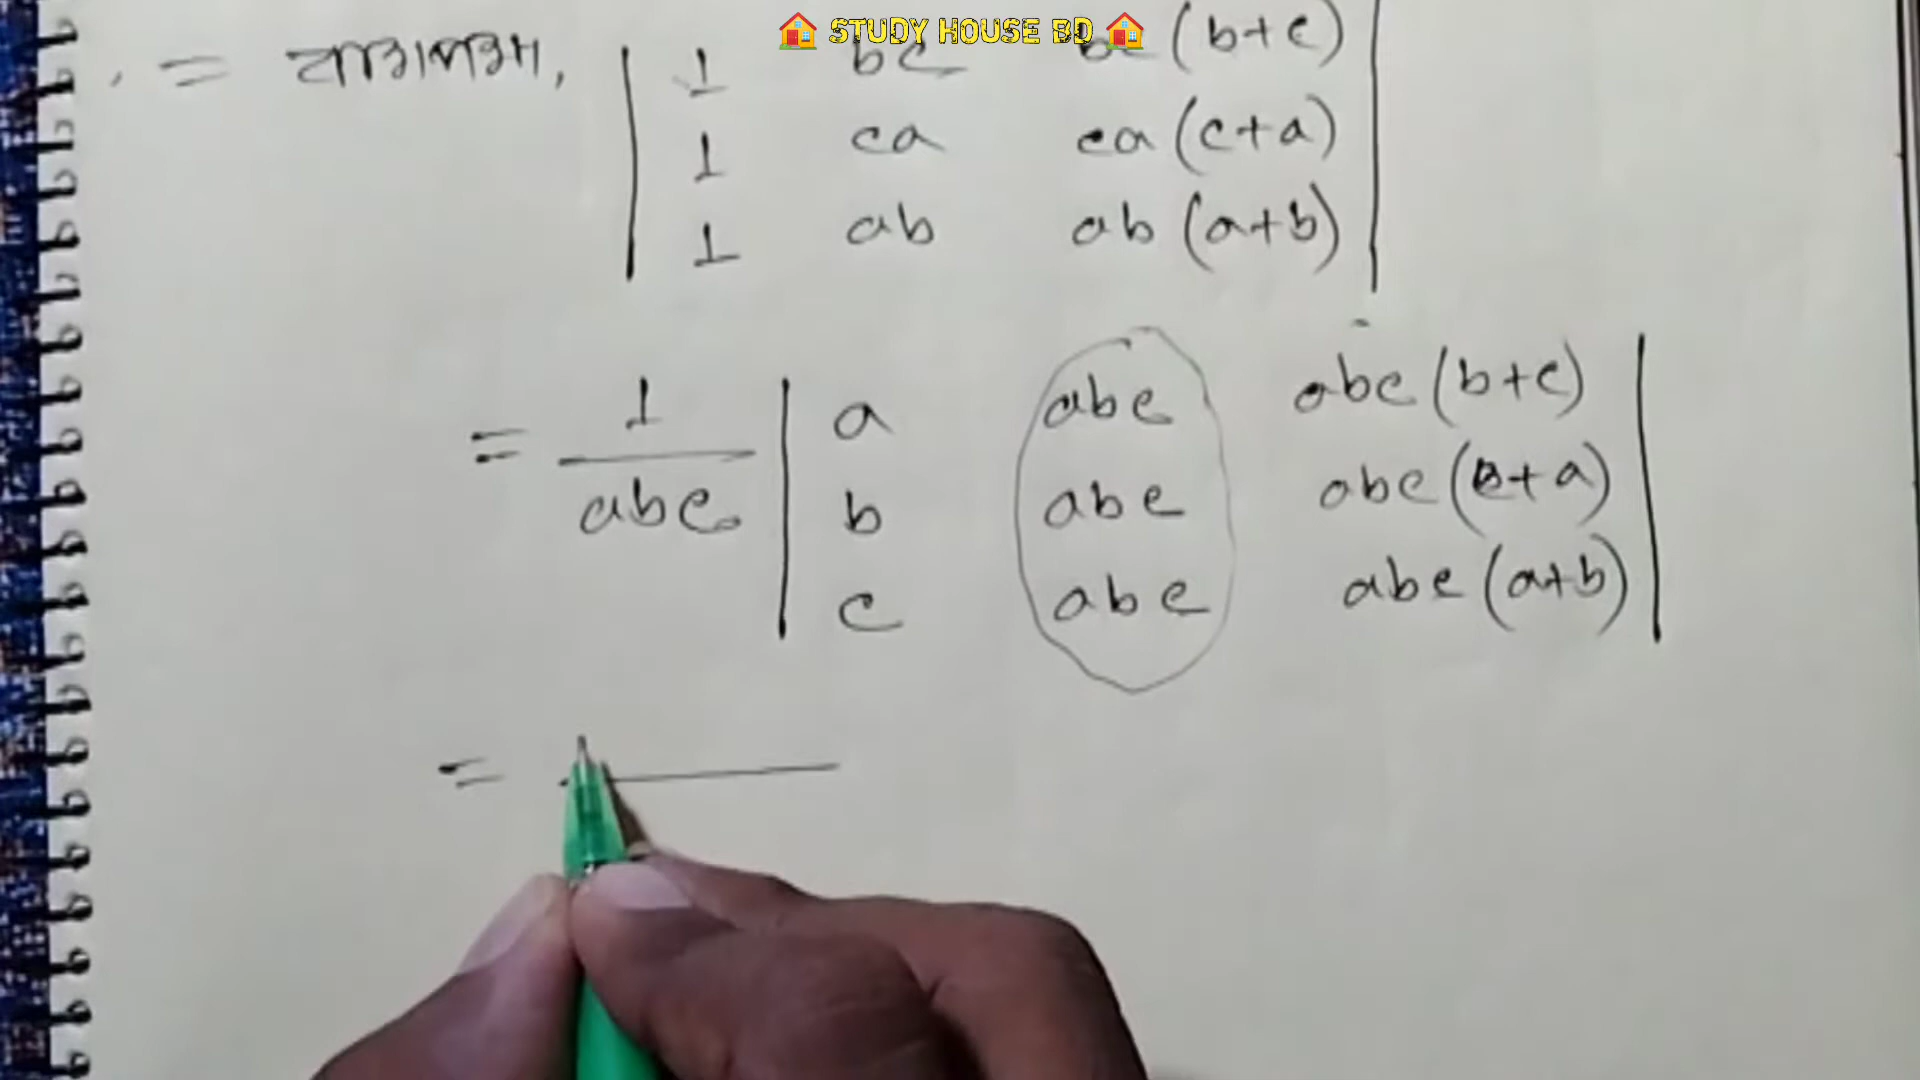 🏠 STUDY HOUSE BD 🏠
= বামপক্ষ, | 1 bc bc (b+c) |
| 1 ca ca (c+a) |
| 1 ab ab (a+b) |
= 1/abc | a abc abc (b+c) |
| b abc abc (c+a) |
| c abc abc (a+b) |
=